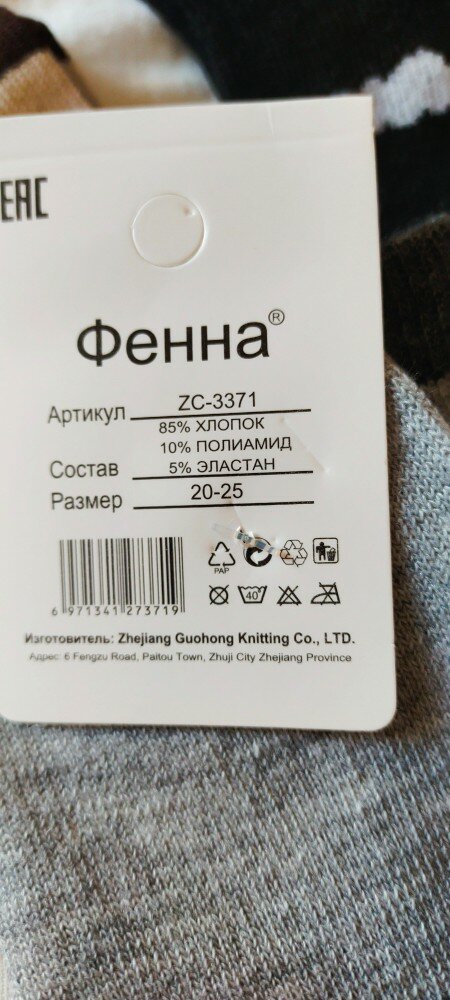 EAC
Фенна®
Артикул ZC-3371
85% ХЛОПОК
10% ПОЛИАМИД
Состав 5% ЭЛАСТАН
Размер 20-25
PAP
40°
6 971341 273719
Изготовитель: Zhejiang Guohong Knitting Co., LTD.
Адрес: 6 Fengzu Road, Paitou Town, Zhuji City Zhejiang Province